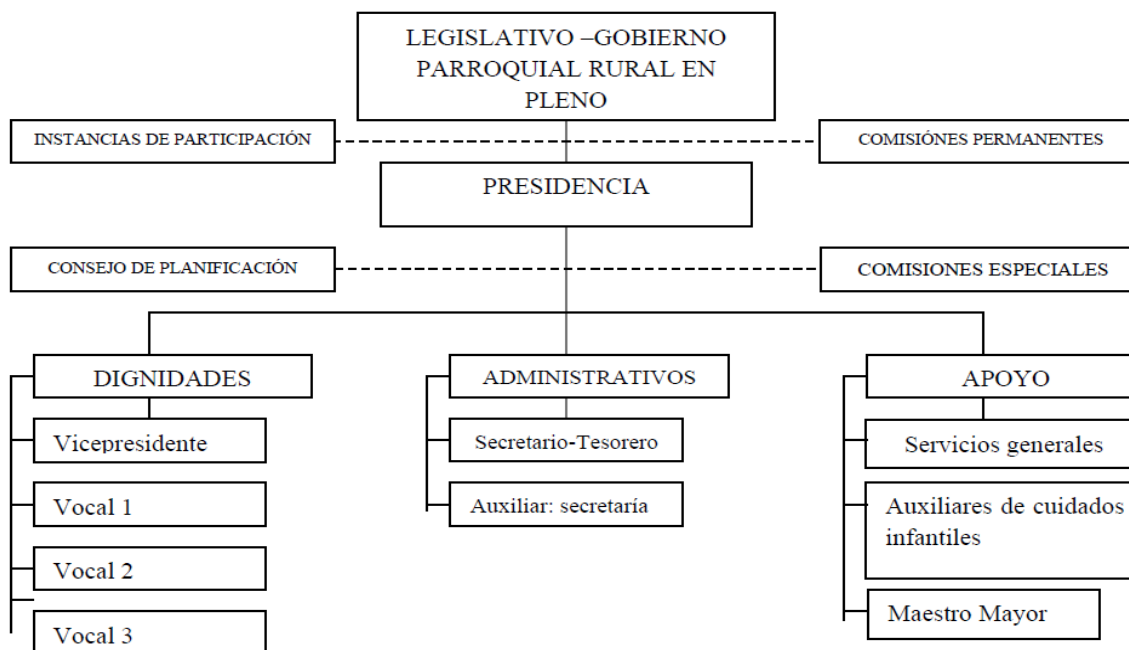 LEGISLATIVO –GOBIERNO
PARROQUIAL RURAL EN
PLENO
INSTANCIAS DE PARTICIPACIÓN
COMISIÓNES PERMANENTES
PRESIDENCIA
CONSEJO DE PLANIFICACIÓN
COMISIONES ESPECIALES
DIGNIDADES
ADMINISTRATIVOS
APOYO
Vicepresidente
Secretario-Tesorero
Servicios generales
Vocal 1
Auxiliar: secretaría
Auxiliares de cuidados
infantiles
Vocal 2
Maestro Mayor
Vocal 3